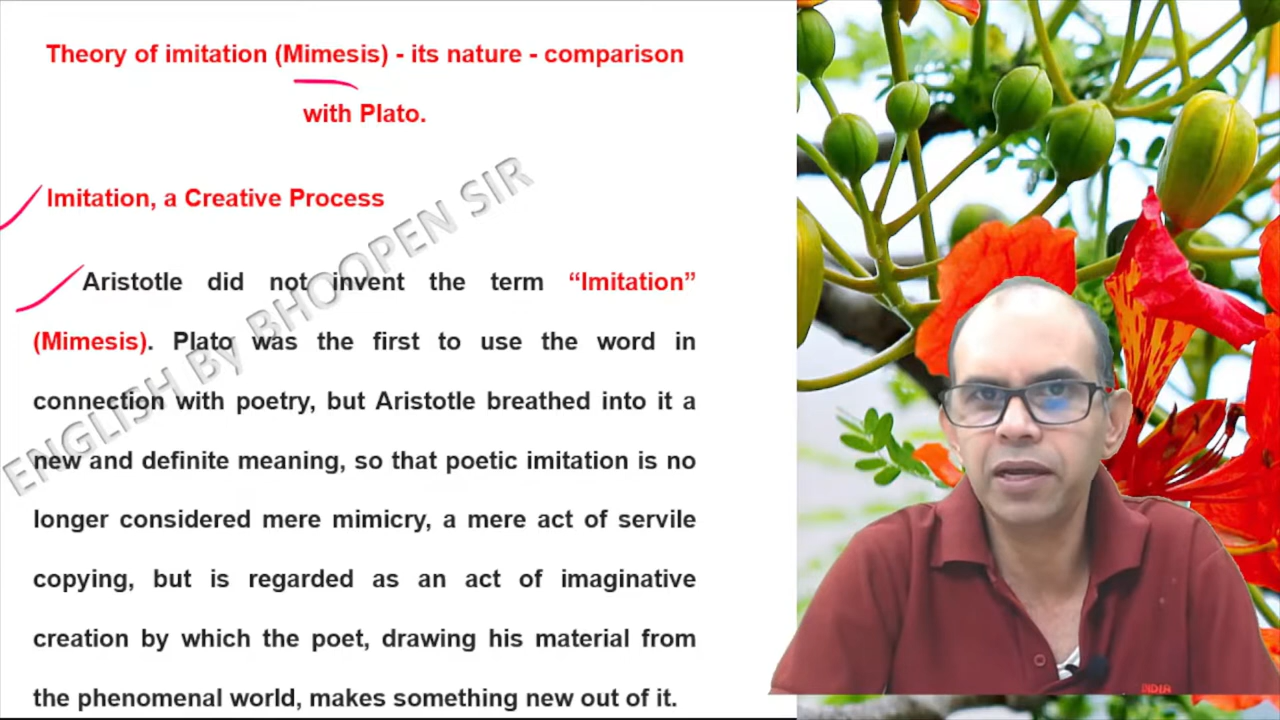 Theory of imitation (Mimesis) - its nature - comparison
with Plato.
Imitation, a Creative Process
Aristotle did not invent the term “Imitation”
(Mimesis). Plato was the first to use the word in
connection with poetry, but Aristotle breathed into it a
new and definite meaning, so that poetic imitation is no
longer considered mere mimicry, a mere act of servile
copying, but is regarded as an act of imaginative
creation by which the poet, drawing his material from
the phenomenal world, makes something new out of it.
ENGLISH By BHOOPEN SIR
INDIA